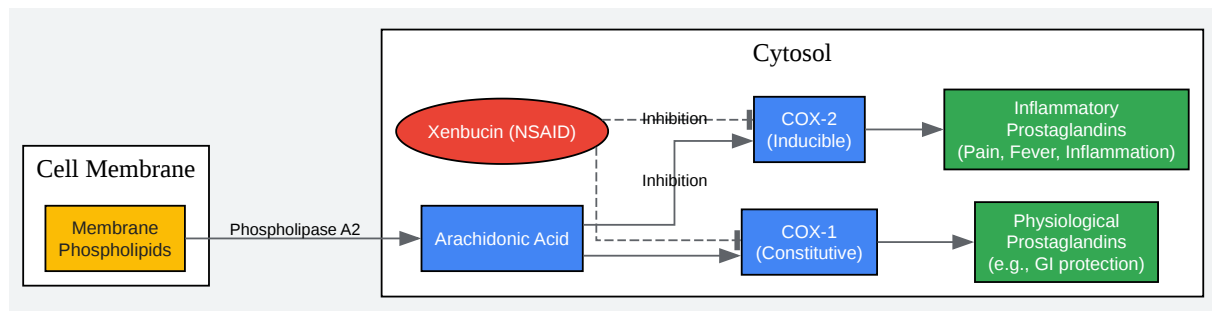 Cytosol
Xenbucin (NSAID)
Inhibition
COX-2
(Inducible)
Inflammatory
Prostaglandins
(Pain, Fever, Inflammation)
Cell Membrane
Membrane
Phospholipids
Phospholipase A2
Arachidonic Acid
Inhibition
COX-1
(Constitutive)
Physiological
Prostaglandins
(e.g., GI protection)